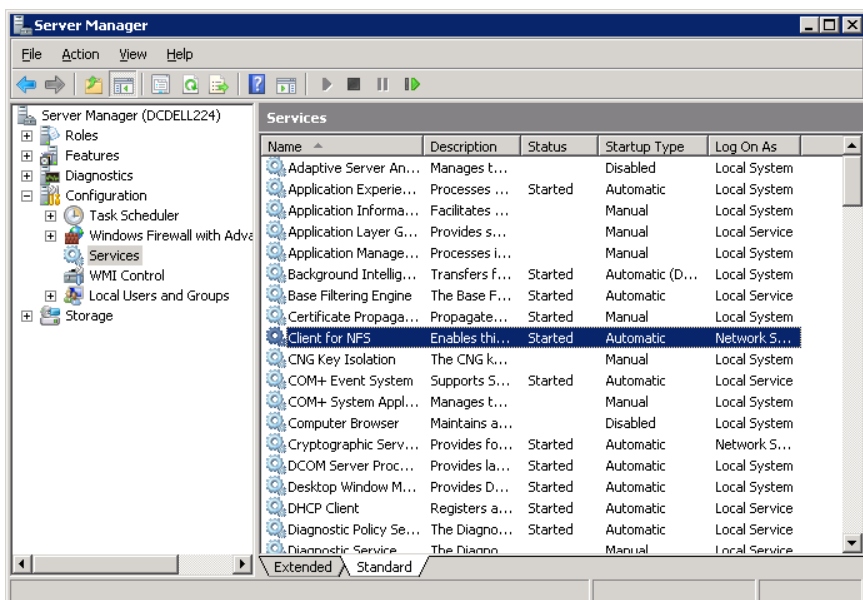 Server Manager
File Action View Help
Server Manager (DCDELL224)
Roles
Features
Diagnostics
Configuration
Task Scheduler
Windows Firewall with Adva
Services
WMI Control
Local Users and Groups
Storage
Services
Name Description Status Startup Type Log On As
Adaptive Server An... Manages t... Disabled Local System
Application Experie... Processes ... Started Automatic Local System
Application Informa... Facilitates ... Manual Local System
Application Layer G... Provides s... Manual Local Service
Application Manage... Processes i... Manual Local System
Background Intellig... Transfers f... Started Automatic (D... Local System
Base Filtering Engine The Base F... Started Automatic Local Service
Certificate Propaga... Propagate... Started Manual Local System
Client for NFS Enables thi... Started Automatic Network S...
CNG Key Isolation The CNG k... Manual Local System
COM+ Event System Supports S... Started Automatic Local Service
COM+ System Appl... Manages t... Manual Local System
Computer Browser Maintains a... Disabled Local System
Cryptographic Serv... Provides fo... Started Automatic Network S...
DCOM Server Proc... Provides la... Started Automatic Local System
Desktop Window M... Provides D... Started Automatic Local System
DHCP Client Registers a... Started Automatic Local Service
Diagnostic Policy Se... The Diagno... Started Automatic Local Service
Diagnostic Service The Diagno Manual Local Service
Extended Standard